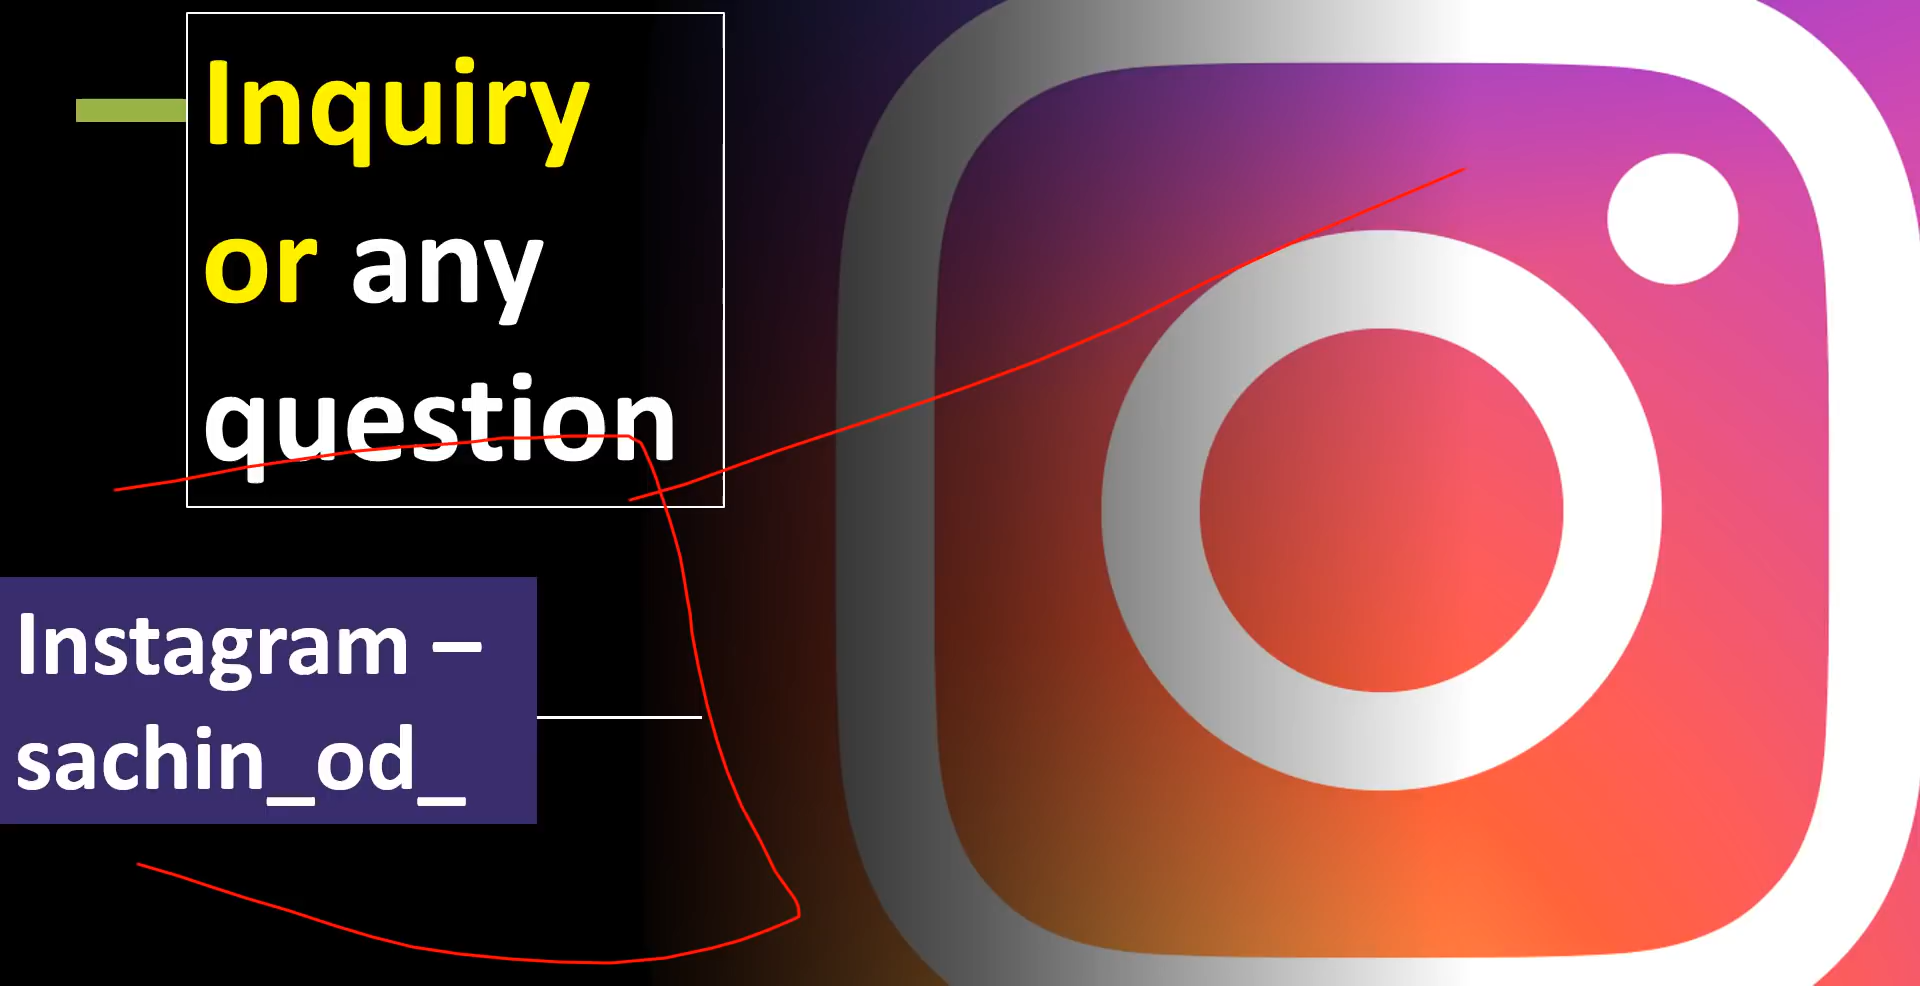 Inquiry
or any
question
Instagram –
sachin_od_